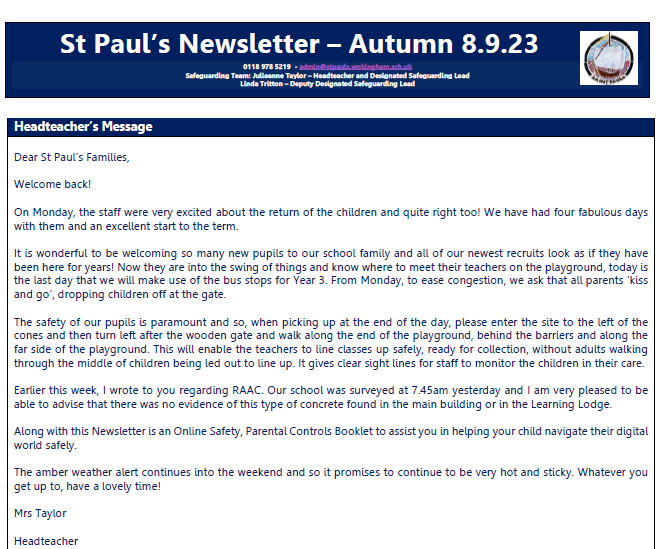 St Paul's Newsletter – Autumn 8.9.23
0118 978 5219 - admin@stpauls.wokingham.sch.uk
Safeguarding Team: Julieanne Taylor – Headteacher and Designated Safeguarding Lead
Linda Tritton – Deputy Designated Safeguarding Lead
Headteacher's Message
Dear St Paul's Families,
Welcome back!
On Monday, the staff were very excited about the return of the children and quite right too! We have had four fabulous days
with them and an excellent start to the term.
It is wonderful to be welcoming so many new pupils to our school family and all of our newest recruits look as if they have
been here for years! Now they are into the swing of things and know where to meet their teachers on the playground, today is
the last day that we will make use of the bus stops for Year 3. From Monday, to ease congestion, we ask that all parents 'kiss
and go', dropping children off at the gate.
The safety of our pupils is paramount and so, when picking up at the end of the day, please enter the site to the left of the
cones and then turn left after the wooden gate and walk along the end of the playground, behind the barriers and along the
far side of the playground. This will enable the teachers to line classes up safely, ready for collection, without adults walking
through the middle of children being led out to line up. It gives clear sight lines for staff to monitor the children in their care.
Earlier this week, I wrote to you regarding RAAC. Our school was surveyed at 7.45am yesterday and I am very pleased to be
able to advise that there was no evidence of this type of concrete found in the main building or in the Learning Lodge.
Along with this Newsletter is an Online Safety, Parental Controls Booklet to assist you in helping your child navigate their digital
world safely.
The amber weather alert continues into the weekend and so it promises to continue to be very hot and sticky. Whatever you
get up to, have a lovely time!
Mrs Taylor
Headteacher